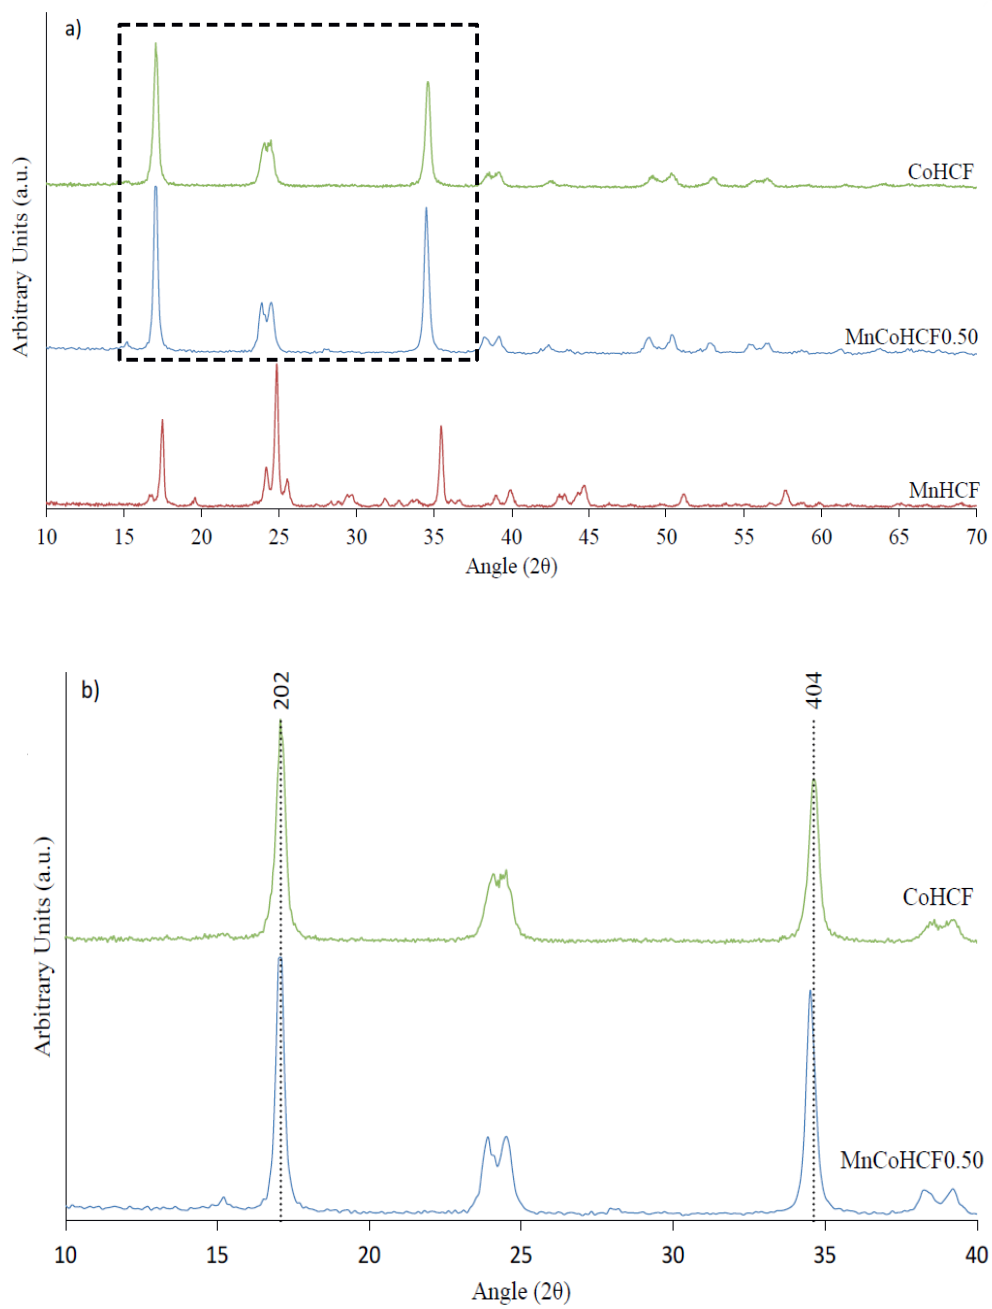 a)
Arbitrary Units (a.u.)
CoHCF
MnCoHCF0.50
MnHCF
10 15 20 25 30 35 40 45 50 55 60 65 70
Angle (2θ)
b)
202
404
Arbitrary Units (a.u.)
CoHCF
MnCoHCF0.50
10 15 20 25 30 35 40
Angle (2θ)